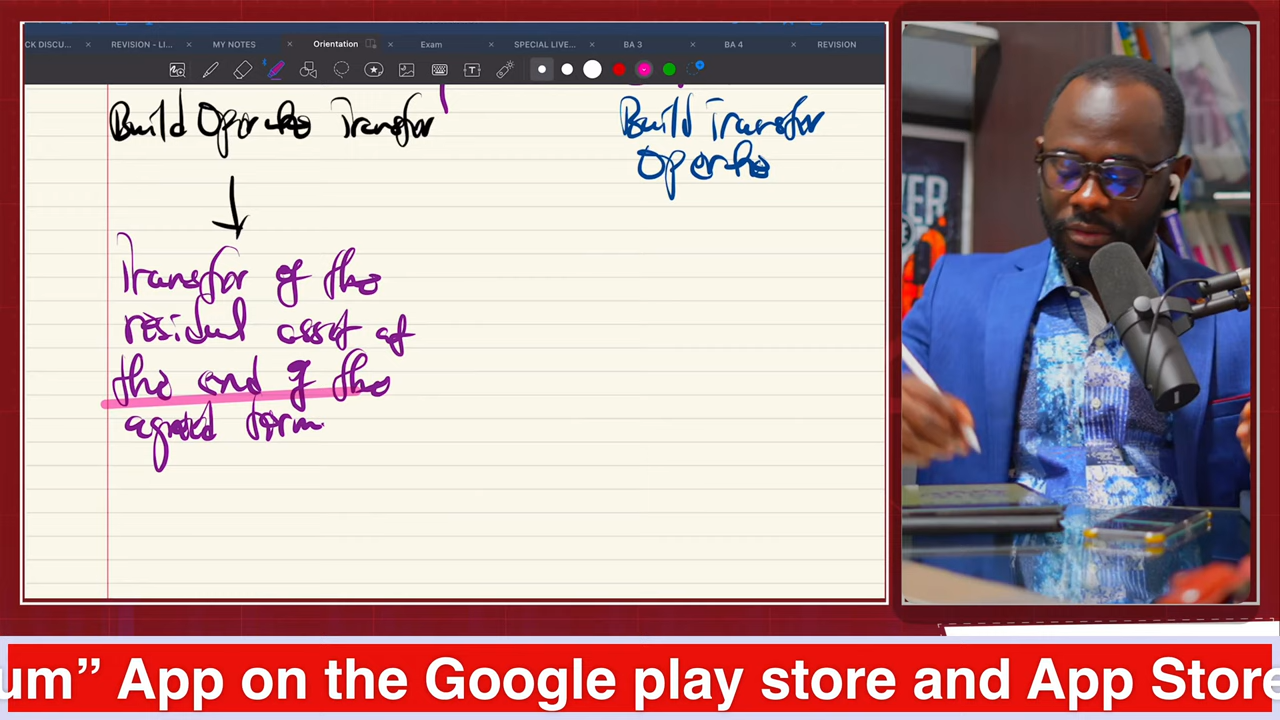 CK DISCU...
REVISION - LI...
MY NOTES
Orientation
Exam
SPECIAL LIVE...
BA 3
BA 4
REVISION
Build Operate Transfer
Build Transfer
Operate
Transfer of the
residual asset at
the end of the
agreed term
um” App on the Google play store and App Store